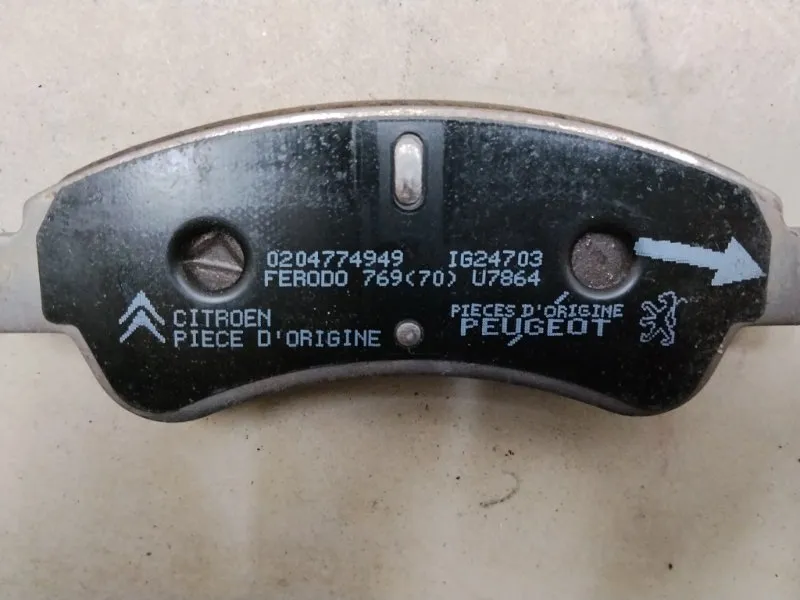 0204774949 IG24703
FERODO 769(70) U7864
CITROEN
PIECE D'ORIGINE
PIECES D'ORIGINE
PEUGEOT